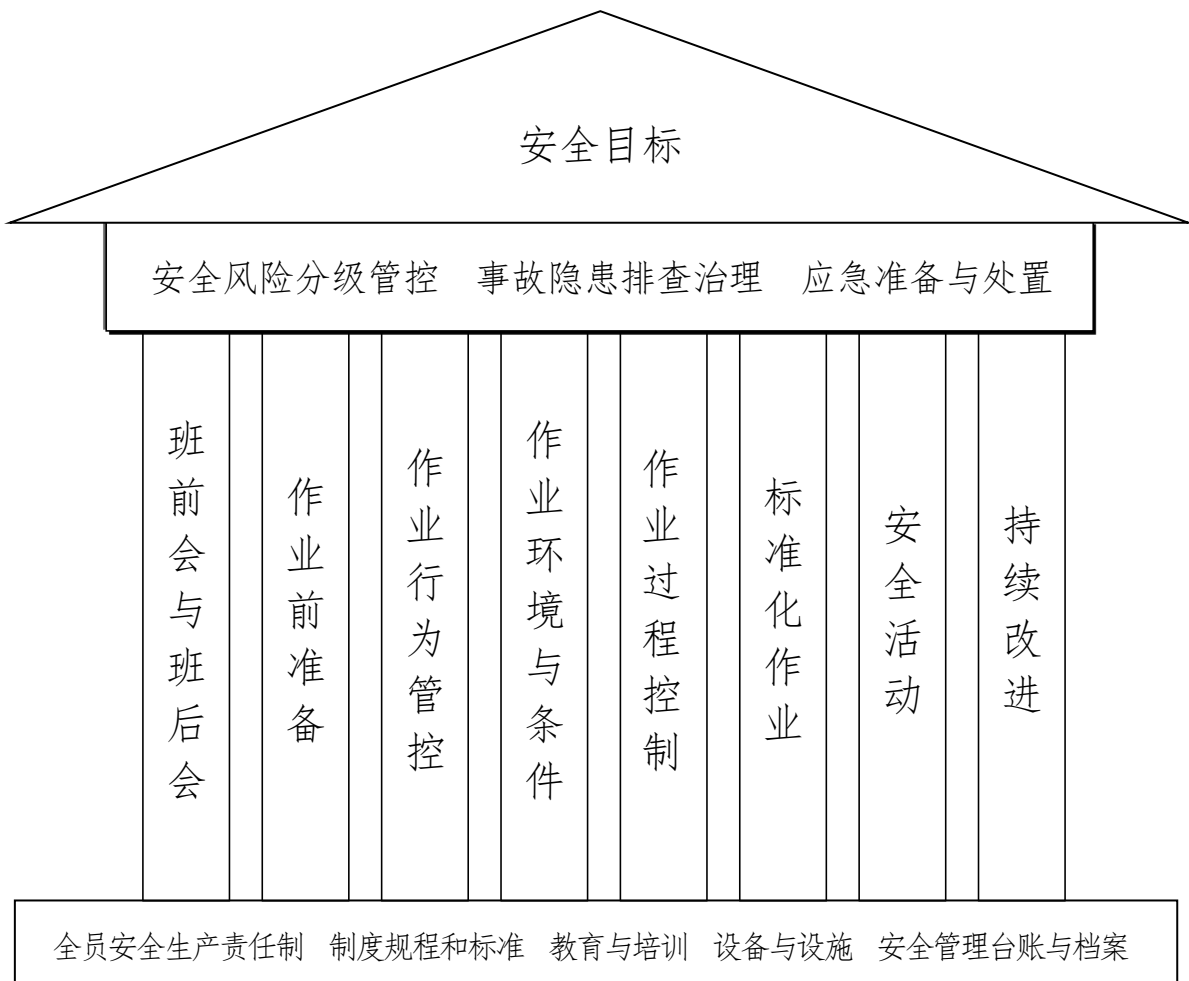 安全目标
安全风险分级管控 事故隐患排查治理 应急准备与处置
班前会与班后会
作业前准备
作业行为管控
作业环境与条件
作业过程控制
标准化作业
安全活动
持续改进
全员安全生产责任制 制度规程和标准 教育与培训 设备与设施 安全管理台账与档案